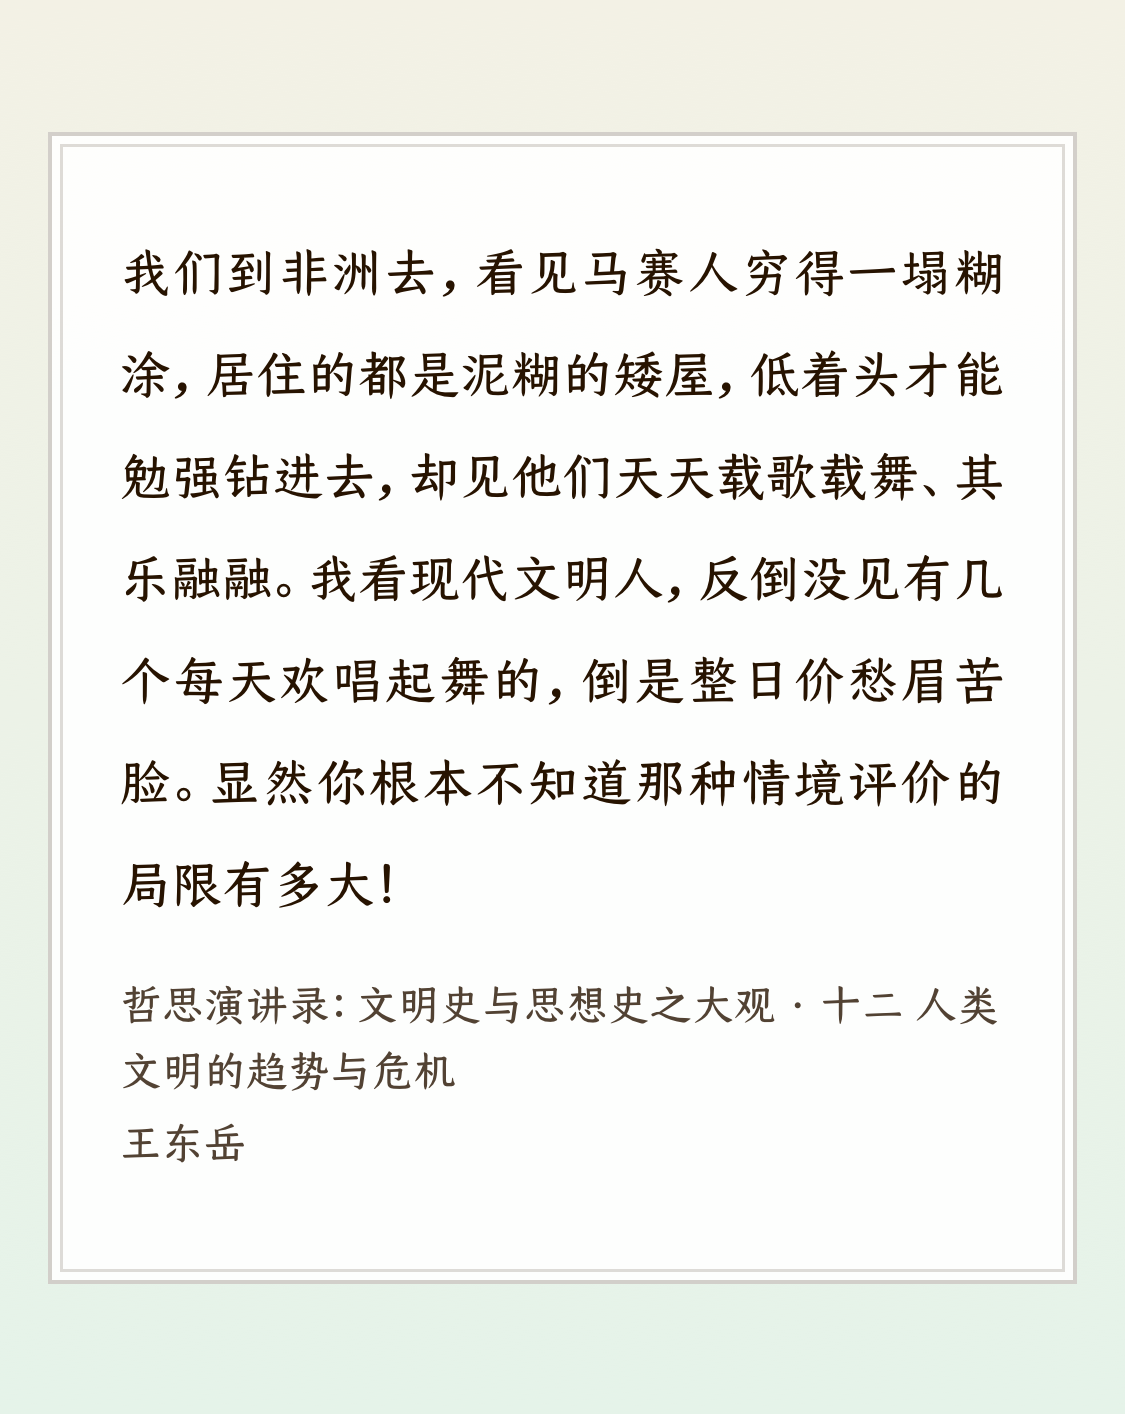 我们到非洲去，看见马赛人穷得一塌糊
涂，居住的都是泥糊的矮屋，低着头才能
勉强钻进去，却见他们天天载歌载舞、其
乐融融。我看现代文明人，反倒没见有几
个每天欢唱起舞的，倒是整日价愁眉苦
脸。显然你根本不知道那种情境评价的
局限有多大！
哲思演讲录：文明史与思想史之大观 · 十二 人类
文明的趋势与危机
王东岳